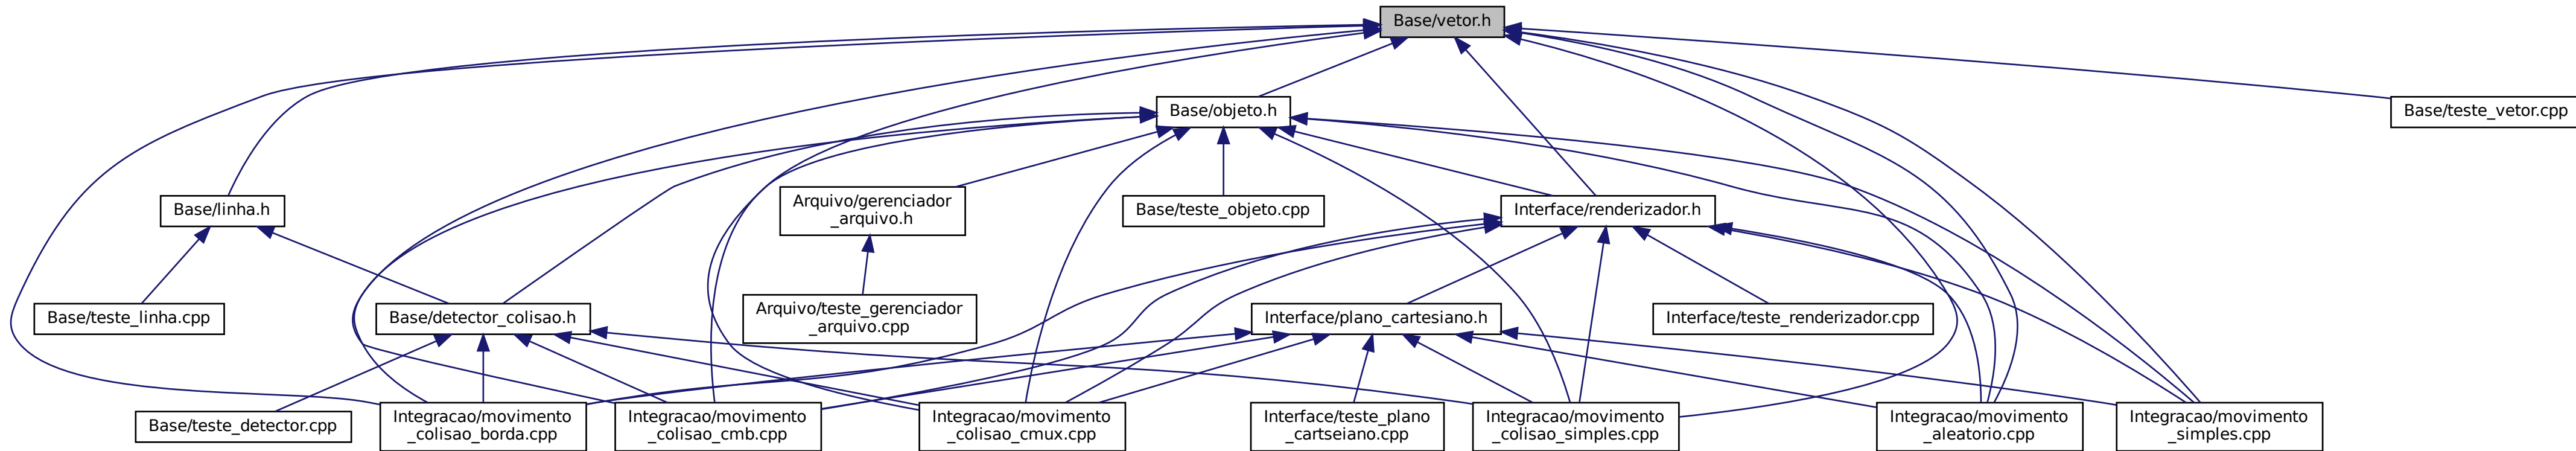 Base/vetor.h
Base/objeto.h
Base/teste_vetor.cpp
Base/linha.h
Arquivo/gerenciador
_arquivo.h
Base/teste_objeto.cpp
Interface/renderizador.h
Base/teste_linha.cpp
Base/detector_colisao.h
Arquivo/teste_gerenciador
_arquivo.cpp
Interface/plano_cartesiano.h
Interface/teste_renderizador.cpp
Base/teste_detector.cpp
Integracao/movimento
_colisao_borda.cpp
Integracao/movimento
_colisao_cmb.cpp
Integracao/movimento
_colisao_cmux.cpp
Interface/teste_plano
_cartseiano.cpp
Integracao/movimento
_colisao_simples.cpp
Integracao/movimento
_aleatorio.cpp
Integracao/movimento
_simples.cpp